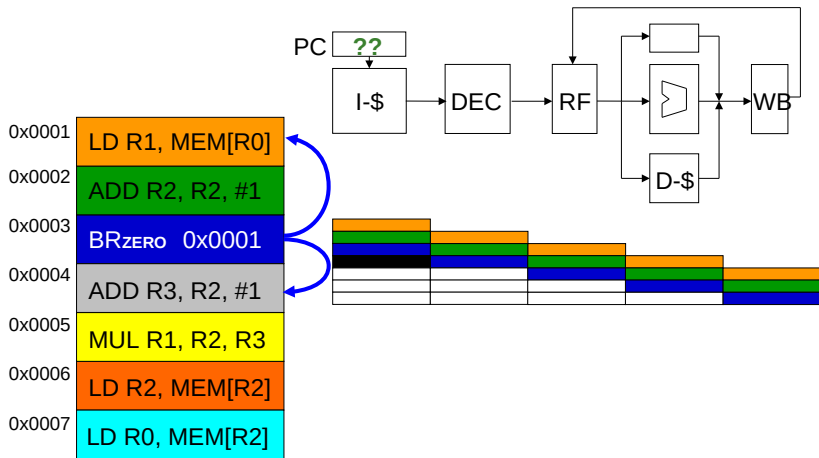 PC ??
I-$
DEC
RF
WB
D-$
0x0001
LD R1, MEM[R0]
0x0002
ADD R2, R2, #1
0x0003
BRZERO 0x0001
0x0004
ADD R3, R2, #1
0x0005
MUL R1, R2, R3
0x0006
LD R2, MEM[R2]
0x0007
LD R0, MEM[R2]